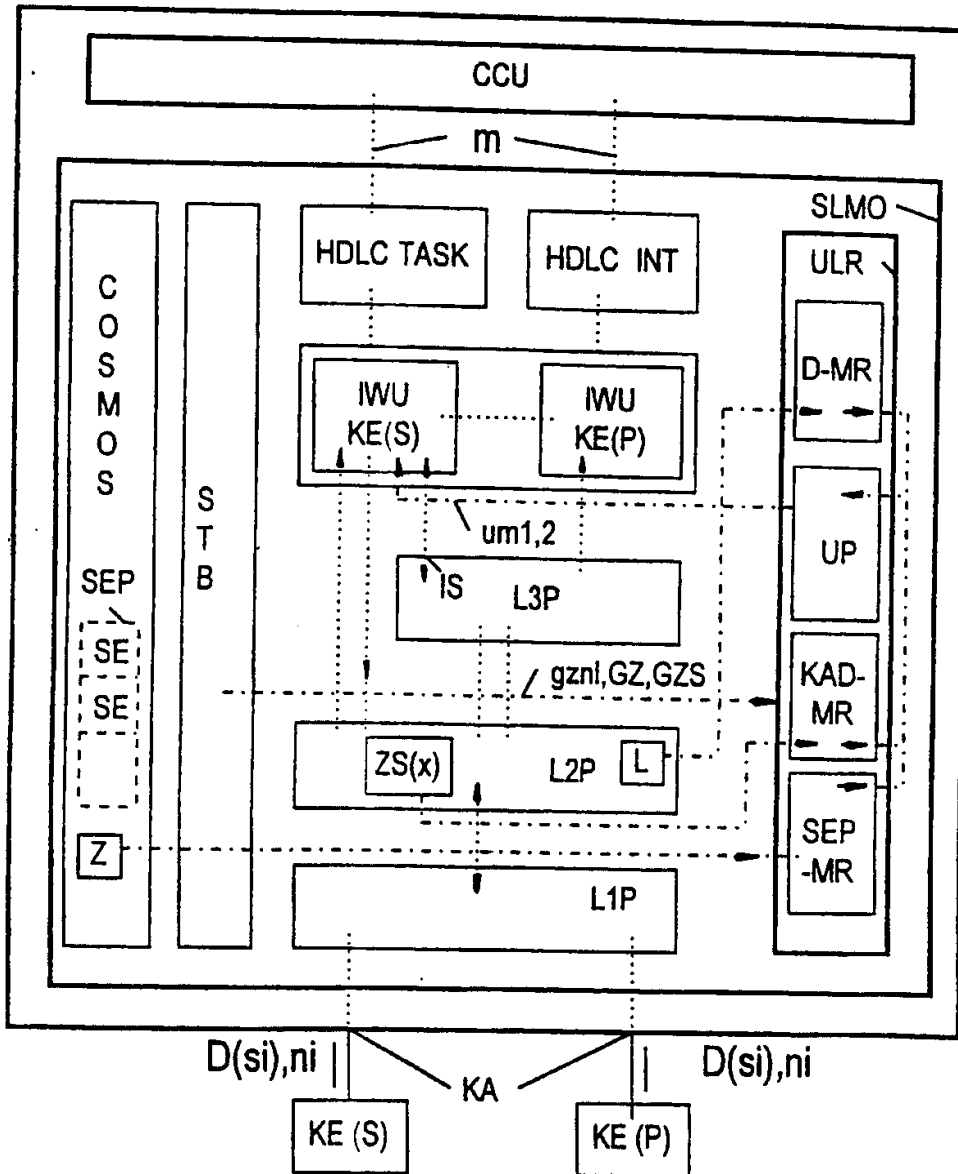 CCU
m
SLMO
HDLC TASK
HDLC INT
ULR
C
O
S
M
O
S
D-MR
IWU
KE(S)
IWU
KE(P)
S
T
B
um1,2
UP
SEP
IS
L3P
SE
SE
gznl,GZ,GZS
KAD-
MR
ZS(x)
L2P
L
Z
SEP
-MR
L1P
D(si),ni
KA
D(si),ni
KE (S)
KE (P)